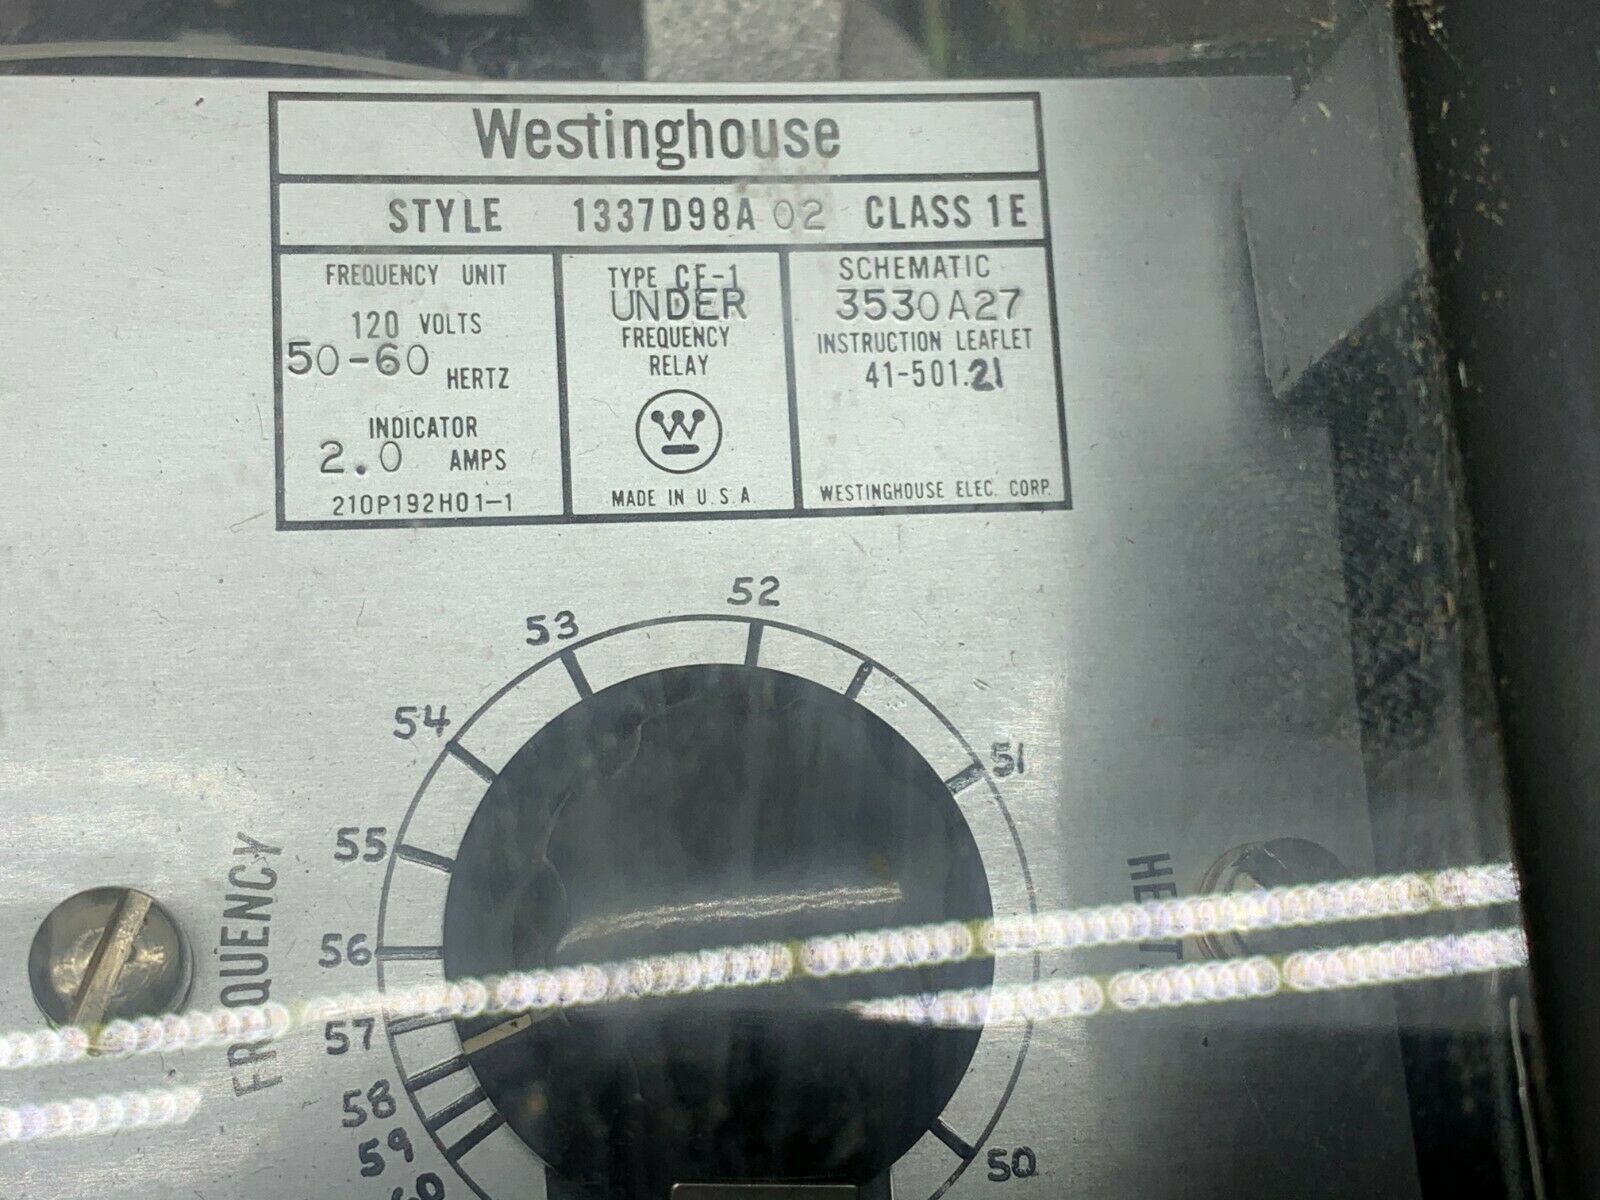 Westinghouse
STYLE 1337D98A02 CLASS 1E
FREQUENCY UNIT
120 VOLTS
50-60 HERTZ
INDICATOR
2.0 AMPS
210P192H01-1
TYPE CF-1
UNDER
FREQUENCY
RELAY
W
MADE IN U.S.A.
SCHEMATIC
3530A27
INSTRUCTION LEAFLET
41-501.21
WESTINGHOUSE ELEC. CORP.
52
53
51
54
55
56
57
58
59
60
50
FREQUENCY